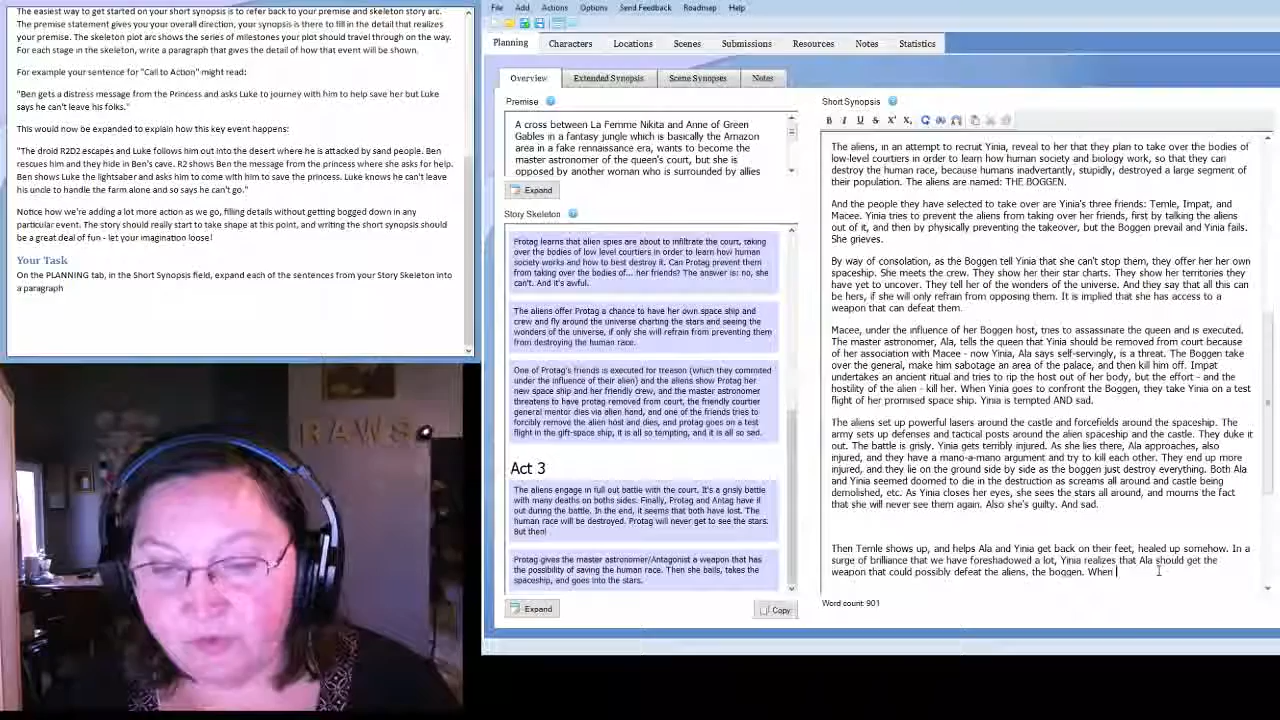 The easiest way to get started on your short synopsis is to refer back to your premise and skeleton story arc.
The premise statement gives you your overall direction, your synopsis is there to fill in the detail that realizes
your premise. The skeleton plot arc shows the series of milestones your plot should travel through on the way.
For each stage in the skeleton, write a paragraph that gives the detail of how that event will be shown.
For example your sentence for "Call to Action" might read:
"Ben gets a distress message from the Princess and asks Luke to journey with him to help save her but Luke
says he can't leave his folks."
This would now be expanded to explain how this key event happens:
"The droid R2D2 escapes and Luke follows him out into the desert where he is attacked by sand people. Ben
rescues him and they hide in Ben's cave. R2 shows Ben the message from the princess where she asks for help.
Ben shows Luke the lightsaber and asks him to come with him to save the princess. Luke knows he can't leave
his uncle to handle the farm alone and so says he can't go."
Notice how we're adding a lot more action as we go, filling details without getting bogged down in any
particular event. The story should really start to take shape at this point, and writing the short synopsis should
be a great deal of fun - let your imagination loose!
Your Task
On the PLANNING tab, in the Short Synopsis field, expand each of the sentences from your Story Skeleton into
a paragraph
RAWS
File Add Actions Options Send Feedback Roadmap Help
Planning Characters Locations Scenes Submissions Resources Notes Statistics
Overview Extended Synopsis Scene Synopses Notes
Premise
A cross between La Femme Nikita and Anne of Green
Gables in a fantasy jungle which is basically the Amazon
area in a fake renaissance era, wants to become the
master astronomer of the queen's court, but she is
opposed by another woman who is surrounded by allies
Expand
Story Skeleton
Protag learns that alien spies are about to infiltrate the court, taking
over the bodies of low level courtiers in order to learn how human
society works and how to best destroy it. Can Protag prevent them
from taking over the bodies of... her friends? The answer is: no, she
can't. And it's awful.
The aliens offer Protag a chance to have her own space ship and
crew and fly around the universe charting the stars and seeing the
wonders of the universe, if only she will refrain from preventing them
from destroying the human race.
One of Protag's friends is executed for treason (which they commited
under the influence of their alien) and the aliens show Protag her
new space ship and her friendly crew, and the master astronomer
threatens to have protag removed from court, the friendly courtier
general mentor dies via alien hand, and one of the friends tries to
forcibly remove the alien host and dies, and protag goes on a test
flight in the gift-space ship, it is all so tempting, and it is all so sad.
Act 3
The aliens engage in full out battle with the court. It's a grisly battle
with many deaths on boths sides. Finally, Protag and Antag have it
out during the battle. In the end, it seems that both have lost. The
human race will be destroyed. Protag will never get to see the stars.
But then!
Protag gives the master astronomer/Antagonist a weapon that has
the possibility of saving the human race. Then she bails, takes the
spaceship, and goes into the stars.
Expand
Copy
Short Synopsis
B I U S X² X₂
The aliens, in an attempt to recruit Yinia, reveal to her that they plan to take over the bodies of
low-level courtiers in order to learn how human society and biology work, so that they can
destroy the human race, because humans inadvertently, stupidly, destroyed a large segment of
their population. The aliens are named: THE BOGGEN.
And the people they have selected to take over are Yinia's three friends: Temle, Impat, and
Macee. Yinia tries to prevent the aliens from taking over her friends, first by talking the aliens
out of it, and then by physically preventing the takeover, but the Boggen prevail and Yinia fails.
She grieves.
By way of consolation, as the Boggen tell Yinia that she can't stop them, they offer her her own
spaceship. She meets the crew. They show her their star charts. They show her territories they
have yet to uncover. They tell her of the wonders of the universe. And they say that all this can
be hers, if she will only refrain from opposing them. It is implied that she has access to a
weapon that can defeat them.
Macee, under the influence of her Boggen host, tries to assassinate the queen and is executed.
The master astronomer, Ala, tells the queen that Yinia should be removed from court because
of her association with Macee - now Yinia, Ala says self-servingly, is a threat. The Boggen take
over the general, make him sabotage an area of the palace, and then kill him off. Impat
undertakes an ancient ritual and tries to rip the host out of her body, but the effort - and the
hostility of the alien - kill her. When Yinia goes to confront the Boggen, they take Yinia on a test
flight of her promised space ship. Yinia is tempted AND sad.
The aliens set up powerful lasers around the castle and forcefields around the spaceship. The
army sets up defenses and tactical posts around the alien spaceship and the castle. They duke it
out. The battle is grisly. Yinia gets terribly injured. As she lies there, Ala approaches, also
injured, and they have a mano-a-mano argument and try to kill each other. They end up more
injured, and they lie on the ground side by side as the boggen just destroy everything. Both Ala
and Yinia seemed doomed to die in the destruction as screams all around and castle being
demolished, etc. As Yinia closes her eyes, she sees the stars all around, and mourns the fact
that she will never see them again. Also she's guilty. And sad.
Then Temle shows up, and helps Ala and Yinia get back on their feet, healed up somehow. In a
surge of brilliance that we have foreshadowed a lot, Yinia realizes that Ala should get the
weapon that could possibly defeat the aliens, the boggen. When
Word count: 901